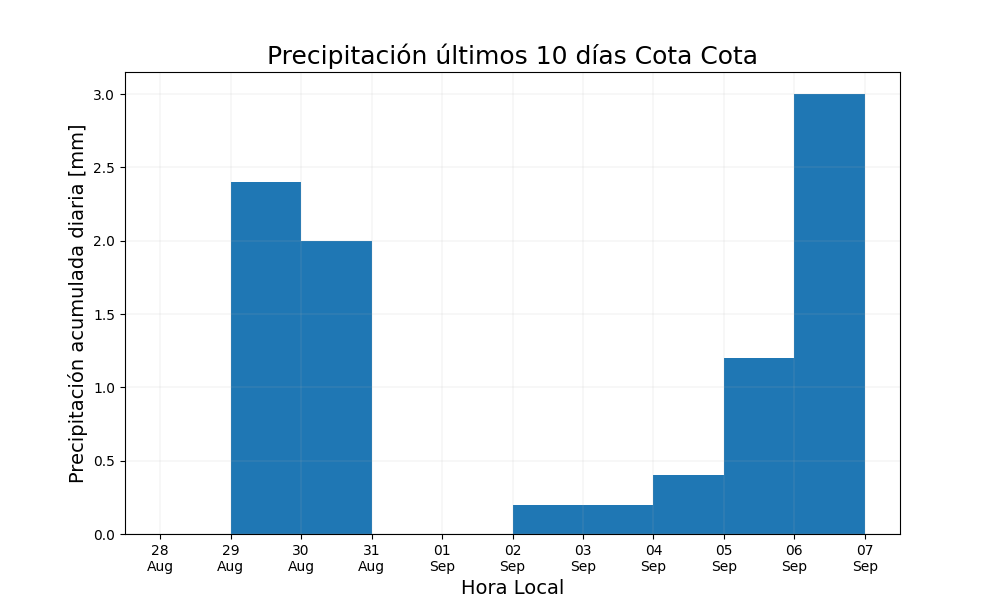 Precipitación últimos 10 días Cota Cota
Precipitación acumulada diaria [mm]
3.0
2.5
2.0
1.5
1.0
0.5
0.0
28 29 30 31 01 02 03 04 05 06 07
Aug Aug Aug Aug Sep Sep Sep Sep Sep Sep Sep
Hora Local